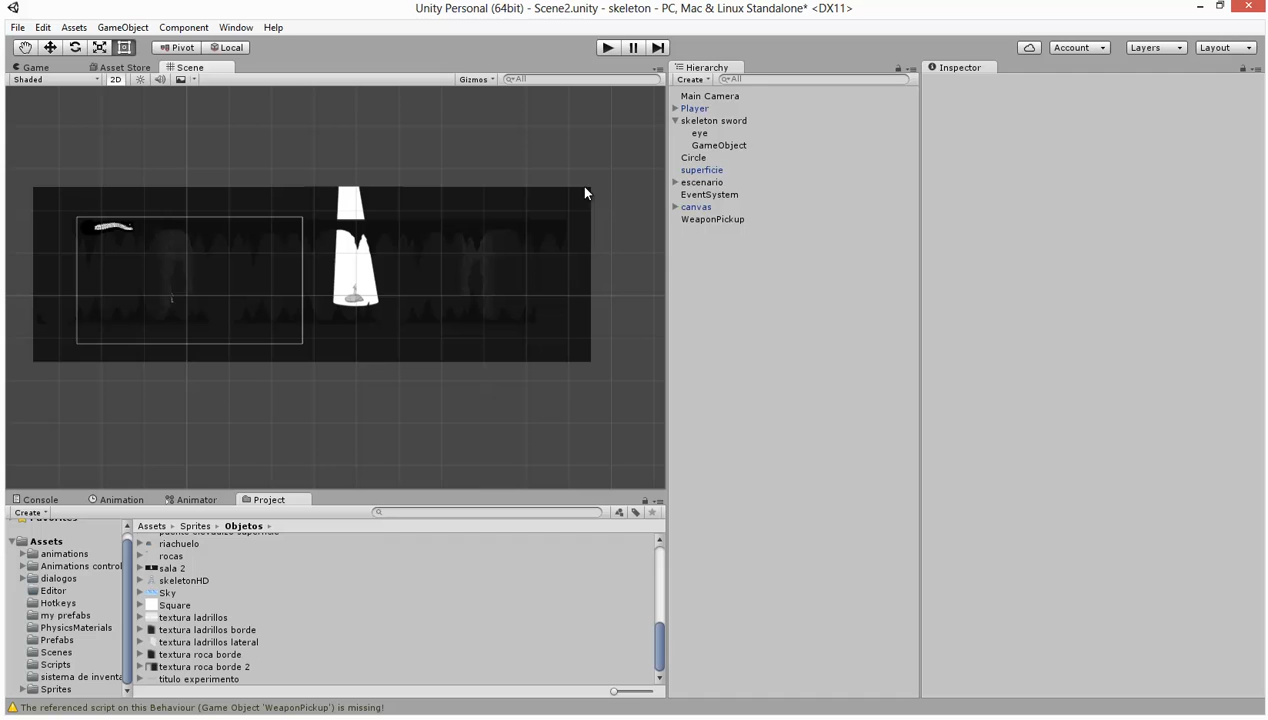 Unity Personal (64bit) - Scene2.unity - skeleton - PC, Mac & Linux Standalone* <DX11>
File Edit Assets GameObject Component Window Help
Pivot Local Account Layers Layout
Game Asset Store Scene Hierarchy Inspector
Shaded 2D Gizmos All Create All
Main Camera
Player
skeleton sword
eye
GameObject
Circle
superficie
escenario
EventSystem
canvas
WeaponPickup
Console Animation Animator Project
Create
Favorites Assets Sprites Objetos
Assets
animations
Animations control
dialogos
Editor
Hotkeys
my prefabs
PhysicsMaterials
Prefabs
Scenes
Scripts
sistema de inventa
Sprites
riachuelo
rocas
sala 2
skeletonHD
Sky
Square
textura ladrillos
textura ladrillos borde
textura ladrillos lateral
textura roca borde
textura roca borde 2
titulo experimento
The referenced script on this Behaviour (Game Object 'WeaponPickup') is missing!